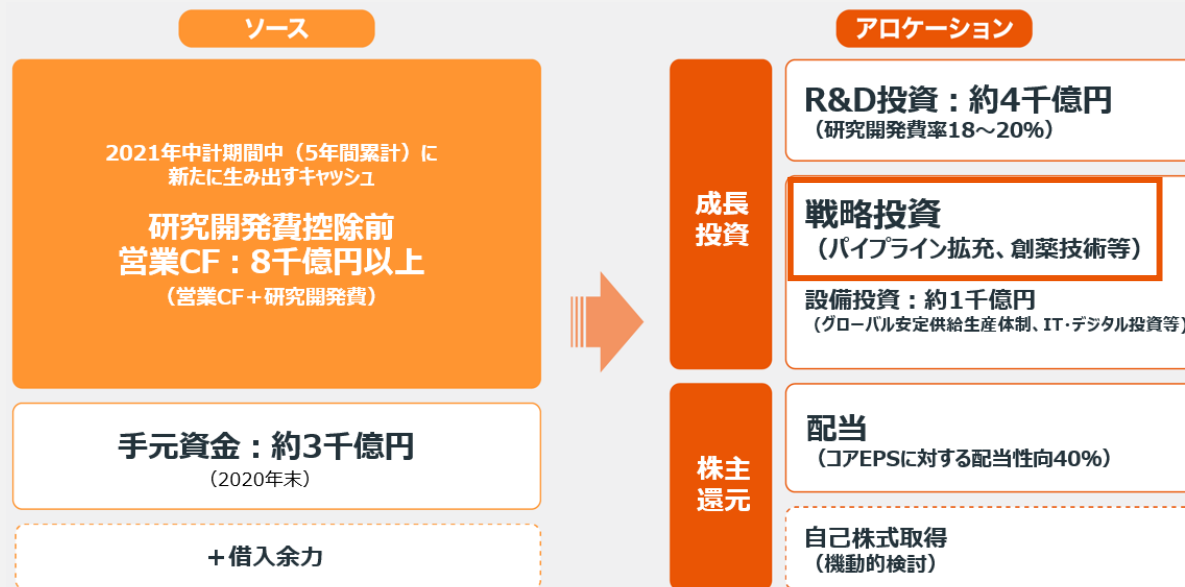 ソース
2021年中計期間中（5年間累計）に
新たに生み出すキャッシュ
研究開発費控除前
営業CF：8千億円以上
（営業CF＋研究開発費）
手元資金：約3千億円
（2020年末）
＋借入余力
アロケーション
成長
投資
R&D投資：約4千億円
（研究開発費率18～20%）
戦略投資
（パイプライン拡充、創薬技術等）
設備投資：約1千億円
（グローバル安定供給生産体制、IT・デジタル投資等）
株主
還元
配当
（コアEPSに対する配当性向40%）
自己株式取得
（機動的検討）